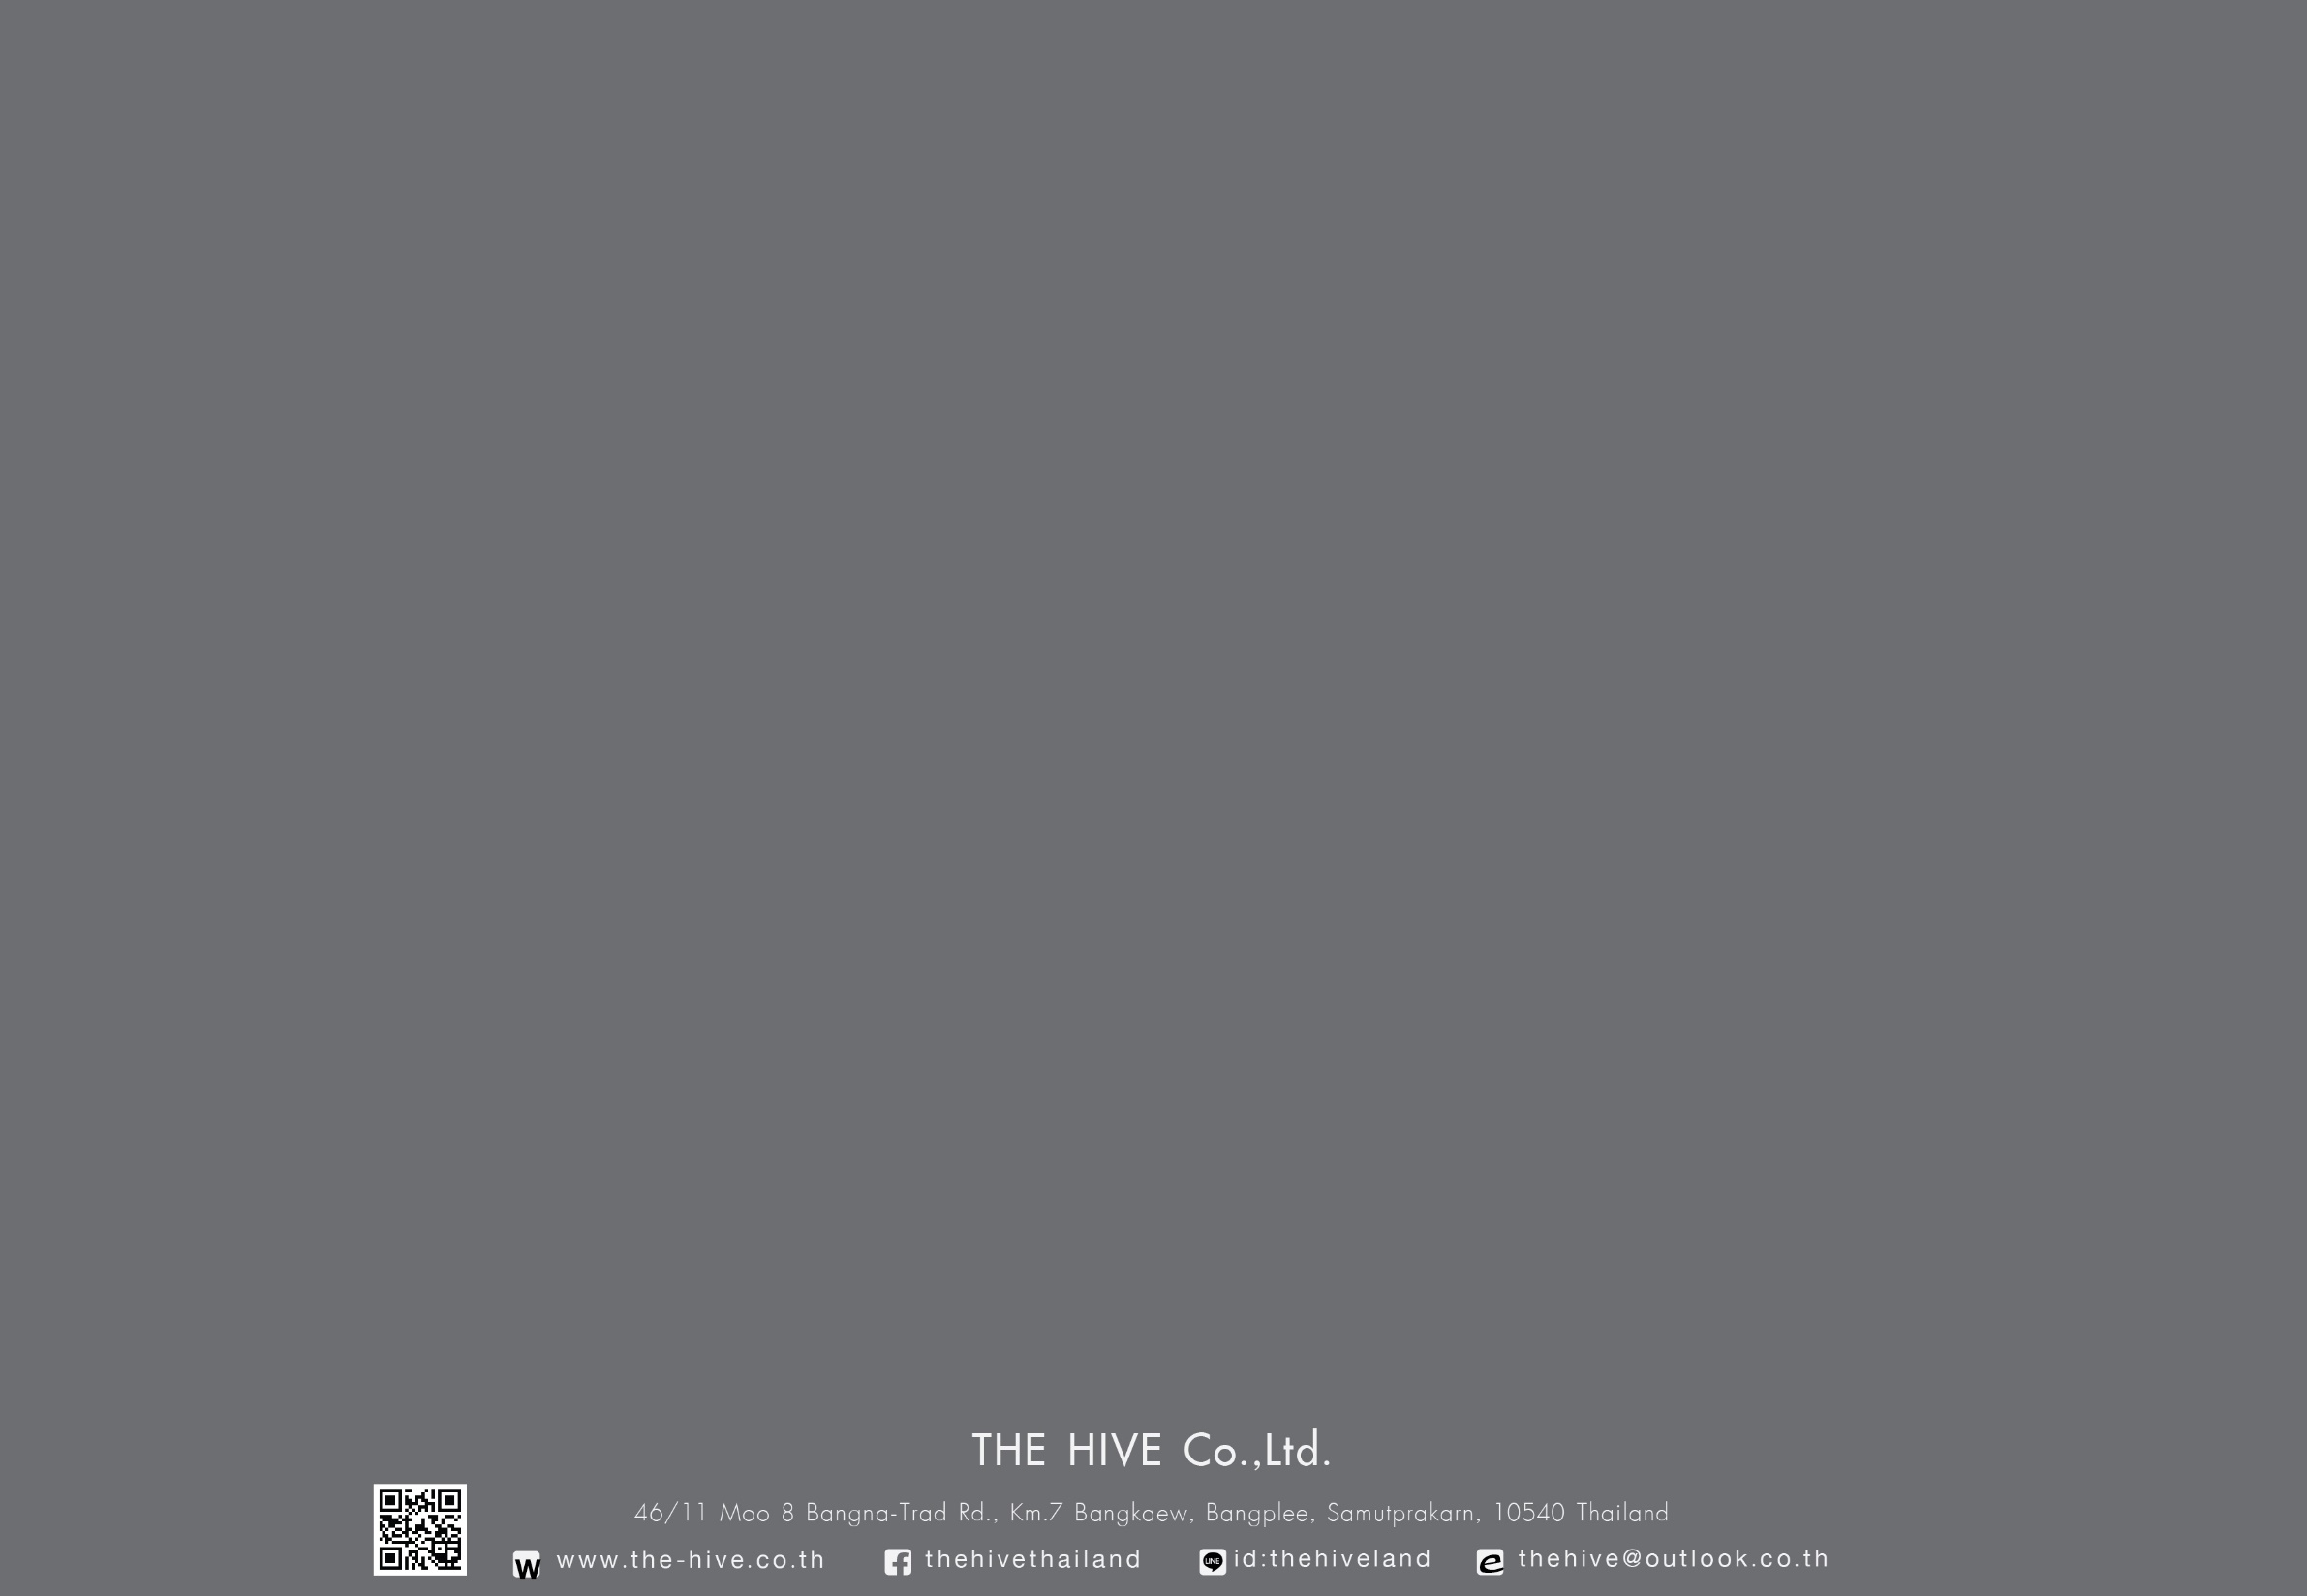 THE HIVE Co.,Ltd.
46/11 Moo 8 Bangna-Trad Rd., Km.7 Bangkaew, Bangplee, Samutprakarn, 10540 Thailand
W www.the-hive.co.th f thehivethailand LINE id:thehiveland e thehive@outlook.co.th